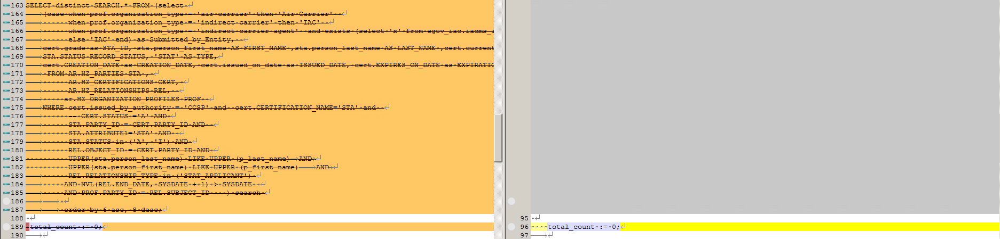 163 SELECT distinct SEARCH.* FROM (select
164 (case when prof.organization_type = 'air carrier' then 'Air Carrier'
165 when prof.organization_type = 'indirect carrier' then 'IAC'
166 when prof.organization_type = 'indirect carrier agent' and exists (select 'x' from egov_iac.iacms_i
167 else 'IAC' end) as Submitted_by_Entity,
168 cert.grade as STA_ID, sta.person_first_name AS FIRST_NAME ,sta.person_last_name AS LAST_NAME ,cert.current
169 STA.STATUS RECORD_STATUS, 'STAT' AS TYPE,
170 cert.CREATION_DATE as CREATION_DATE, cert.issued_on_date as ISSUED_DATE, cert.EXPIRES_ON_DATE as EXPIRATIO
171 FROM AR.HZ_PARTIES STA ,
172 AR.HZ_CERTIFICATIONS CERT,
173 AR.HZ_RELATIONSHIPS REL,
174 ar.HZ_ORGANIZATION_PROFILES PROF
175 WHERE cert.issued_by_authority = 'CCSP' and cert.CERTIFICATION_NAME='STA' and
176 -- CERT.STATUS ='A' AND
177 STA.PARTY_ID = CERT.PARTY_ID AND
178 STA.ATTRIBUTE1='STA' AND
179 STA.STATUS in ('A', 'I') AND
180 REL.OBJECT_ID = CERT.PARTY_ID AND
181 UPPER(sta.person_last_name) LIKE UPPER (p_last_name) AND
182 UPPER(sta.person_first_name) LIKE UPPER (p_first_name) AND
183 REL.RELATIONSHIP_TYPE in ('STAT_APPLICANT')
184 AND NVL(REL.END_DATE, SYSDATE + 1) > SYSDATE
185 AND PROF.PARTY_ID = REL.SUBJECT_ID ) search
186
187 order by 6 asc, 8 desc;
188
189 total_count := 0;
190
95
96 total_count := 0;
97